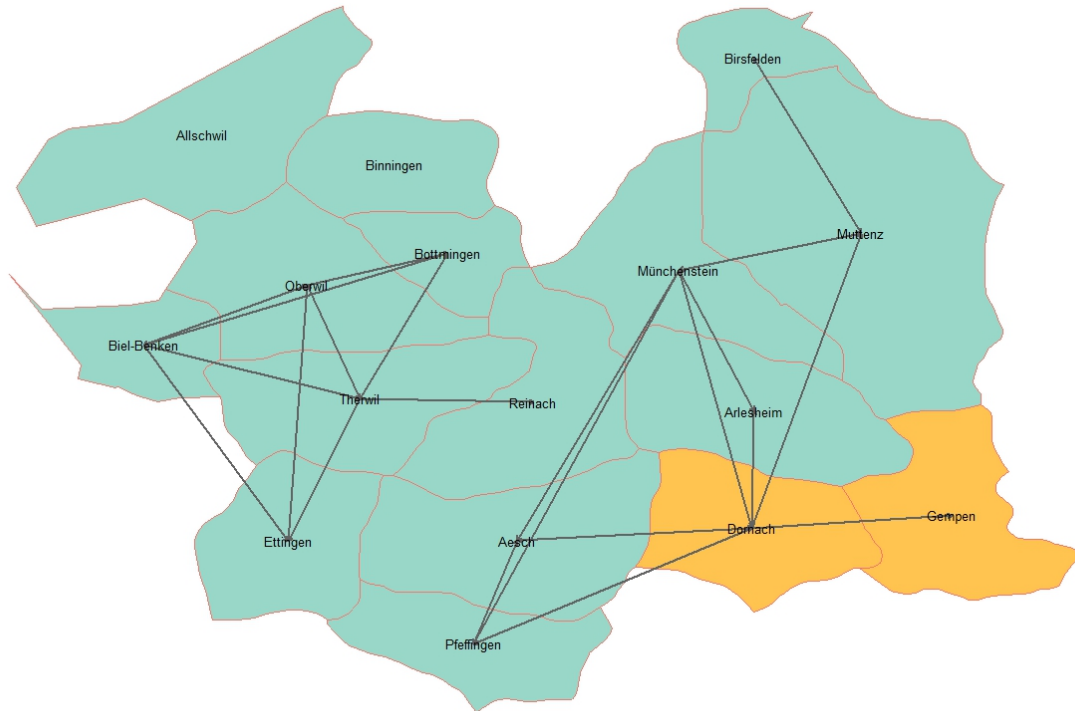 Birsfelden
Allschwil
Binningen
Muttenz
Bottmingen
Münchenstein
Oberwil
Biel-Benken
Therwil
Reinach
Arlesheim
Gempen
Dornach
Ettingen
Aesch
Pfeffingen